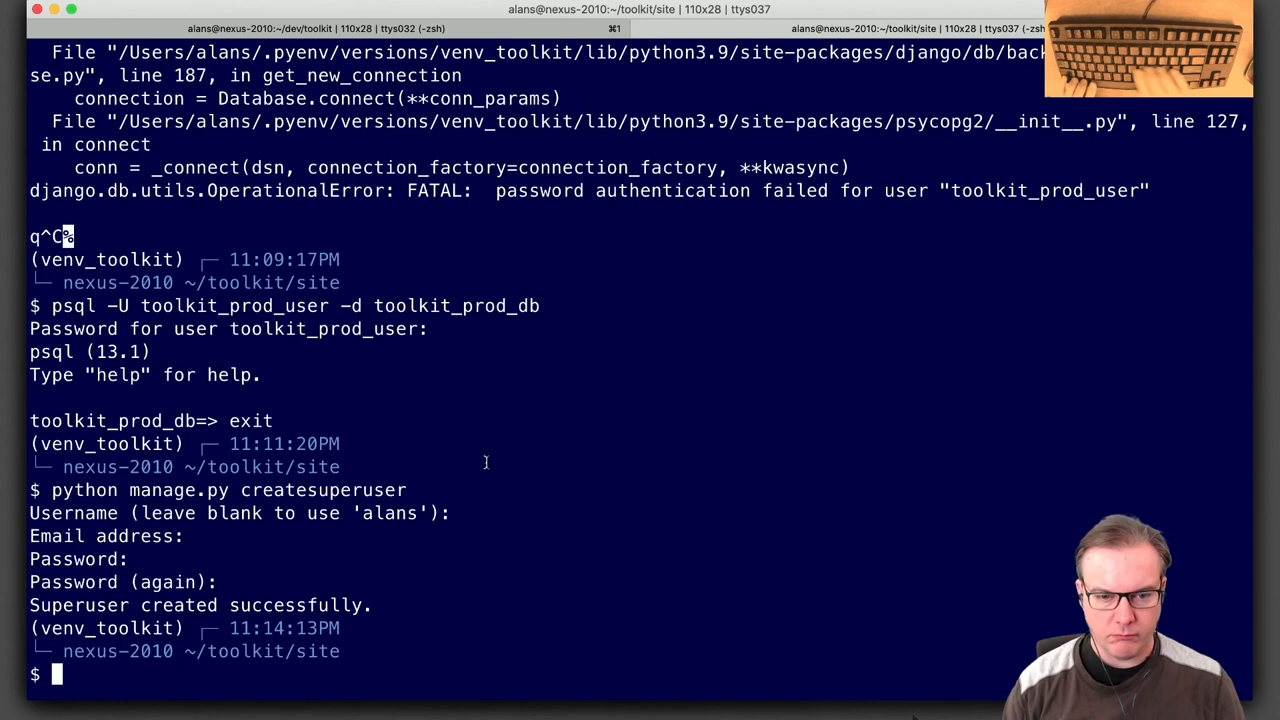 alans@nexus-2010:~/toolkit/site | 110x28 | ttys037
alans@nexus-2010:~/dev/toolkit | 110x28 | ttys032 (-zsh) ⌘1 alans@nexus-2010:~/toolkit/site | 110x28 | ttys037 (-zsh)
File "/Users/alans/.pyenv/versions/venv_toolkit/lib/python3.9/site-packages/django/db/bac
se.py", line 187, in get_new_connection
connection = Database.connect(**conn_params)
File "/Users/alans/.pyenv/versions/venv_toolkit/lib/python3.9/site-packages/psycopg2/__init__.py", line 127,
in connect
conn = _connect(dsn, connection_factory=connection_factory, **kwasync)
django.db.utils.OperationalError: FATAL:  password authentication failed for user "toolkit_prod_user"
q^C%
(venv_toolkit) ┌─ 11:09:17PM
└─ nexus-2010 ~/toolkit/site
$ psql -U toolkit_prod_user -d toolkit_prod_db
Password for user toolkit_prod_user:
psql (13.1)
Type "help" for help.
toolkit_prod_db=> exit
(venv_toolkit) ┌─ 11:11:20PM
└─ nexus-2010 ~/toolkit/site
$ python manage.py createsuperuser
Username (leave blank to use 'alans'):
Email address:
Password:
Password (again):
Superuser created successfully.
(venv_toolkit) ┌─ 11:14:13PM
└─ nexus-2010 ~/toolkit/site
$